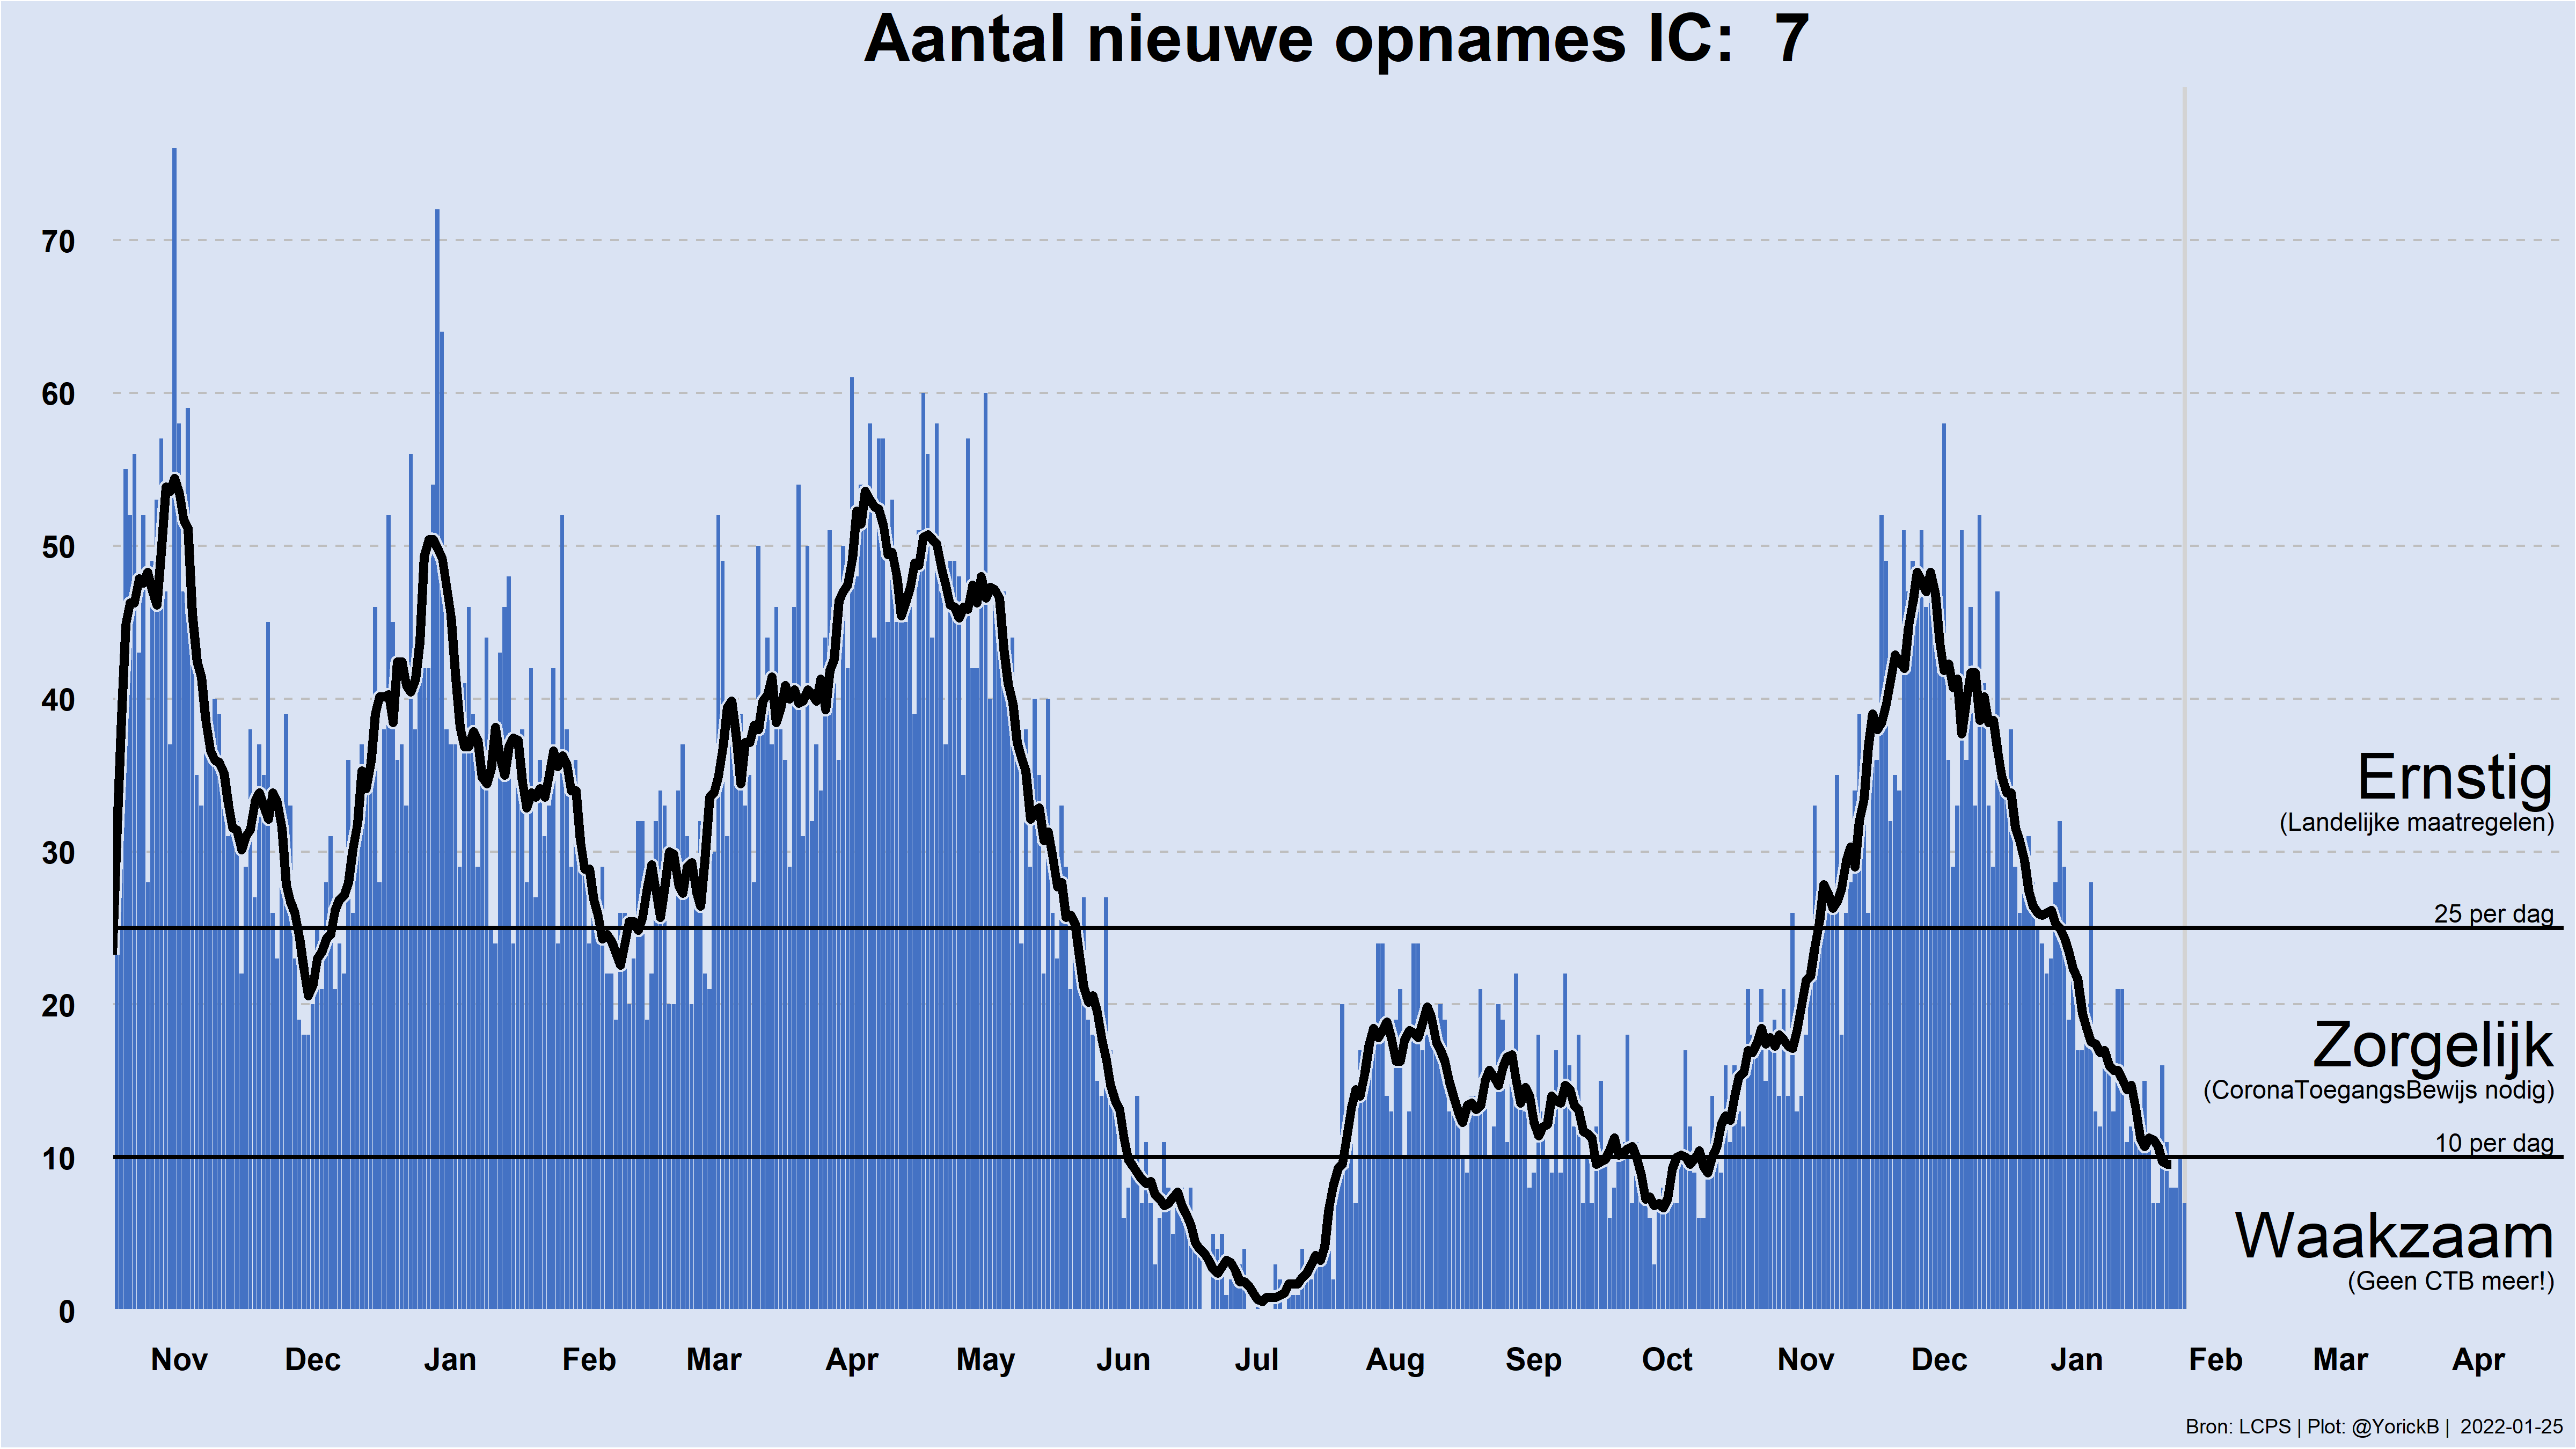 Aantal nieuwe opnames IC: 7
70
60
50
40
30
20
10
0
Ernstig
(Landelijke maatregelen)
25 per dag
Zorgelijk
(CoronaToegangsBewijs nodig)
10 per dag
Waakzaam
(Geen CTB meer!)
Nov Dec Jan Feb Mar Apr May Jun Jul Aug Sep Oct Nov Dec Jan Feb Mar Apr
Bron: LCPS | Plot: @YorickB | 2022-01-25